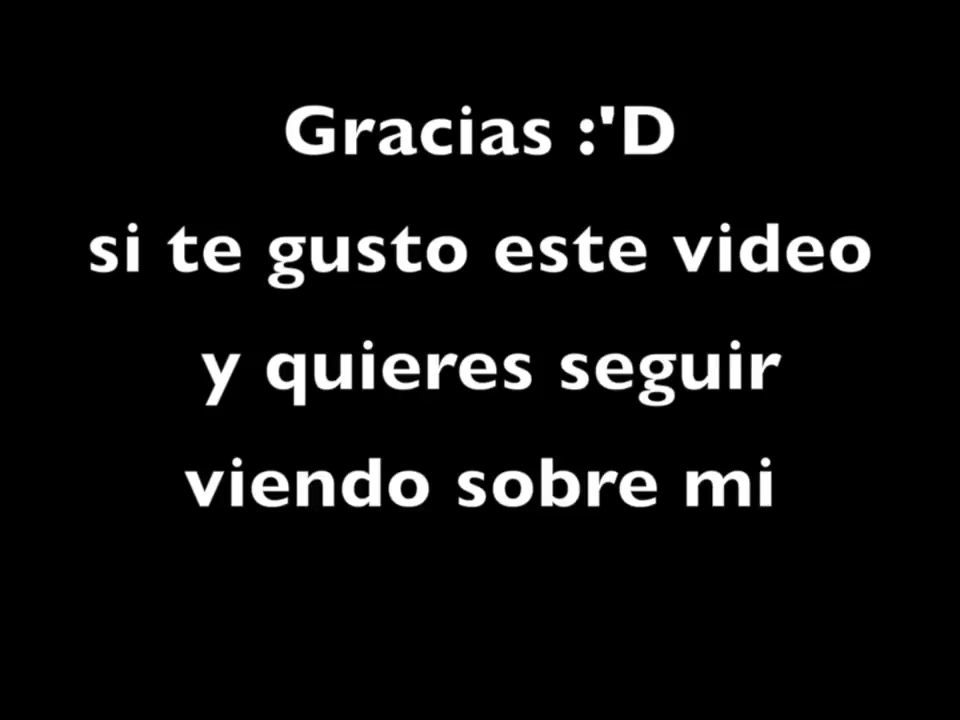 Gracias :'D
si te gusto este video
y quieres seguir
viendo sobre mi